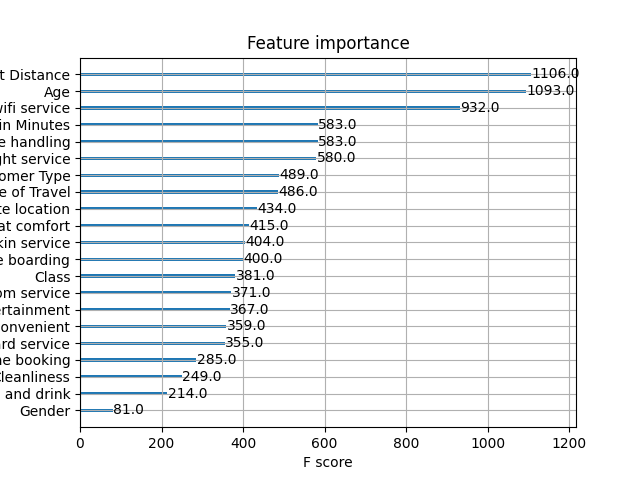 Feature importance
t Distance 1106.0
Age 1093.0
wifi service 932.0
in Minutes 583.0
e handling 583.0
ght service 580.0
omer Type 489.0
e of Travel 486.0
te location 434.0
at comfort 415.0
kin service 404.0
e boarding 400.0
Class 381.0
om service 371.0
ertainment 367.0
onvenient 359.0
rd service 355.0
ne booking 285.0
Cleanliness 249.0
and drink 214.0
Gender 81.0
0 200 400 600 800 1000 1200
F score